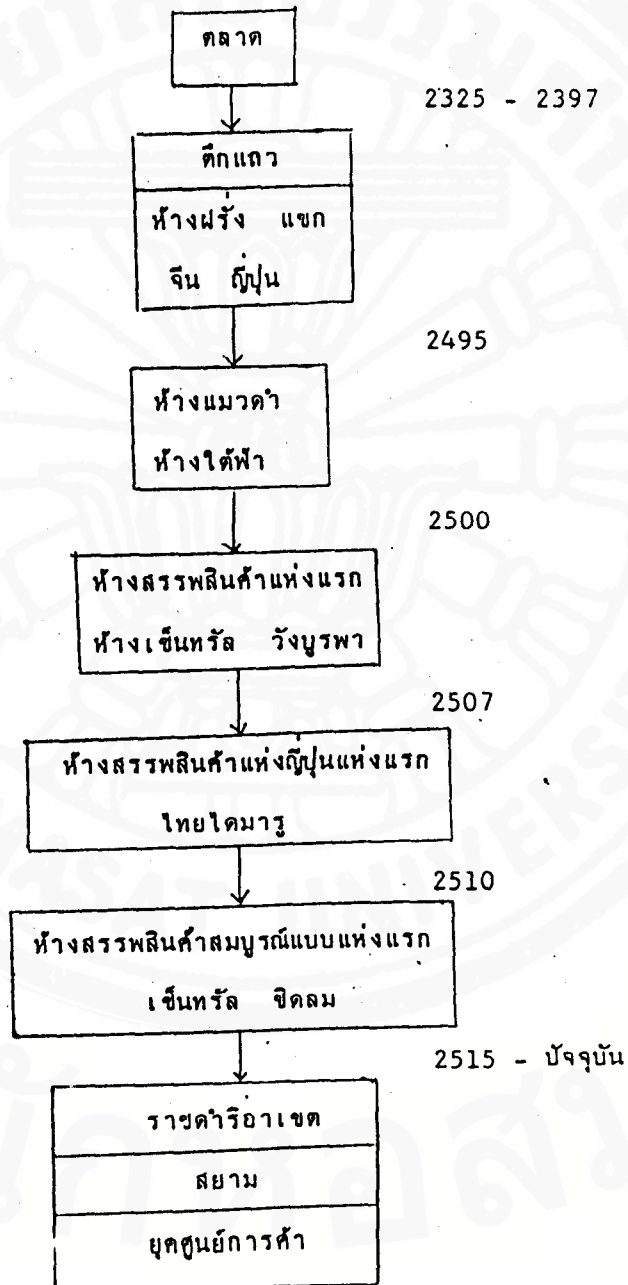 ตลาด
2325 - 2397
ตึกแถว
ห้างฝรั่ง แขก
จีน ญี่ปุ่น
2495
ห้างแมวดำ
ห้างใต้ฟ้า
2500
ห้างสรรพสินค้าแห่งแรก
ห้างเซ็นทรัล วังบูรพา
2507
ห้างสรรพสินค้าแห่งญี่ปุ่นแห่งแรก
ไทยไดมารู
2510
ห้างสรรพสินค้าสมบูรณ์แบบแห่งแรก
เซ็นทรัล ชิดลม
2515 - ปัจจุบัน
ราชดำริอาเขต
สยาม
ยุคศูนย์การค้า